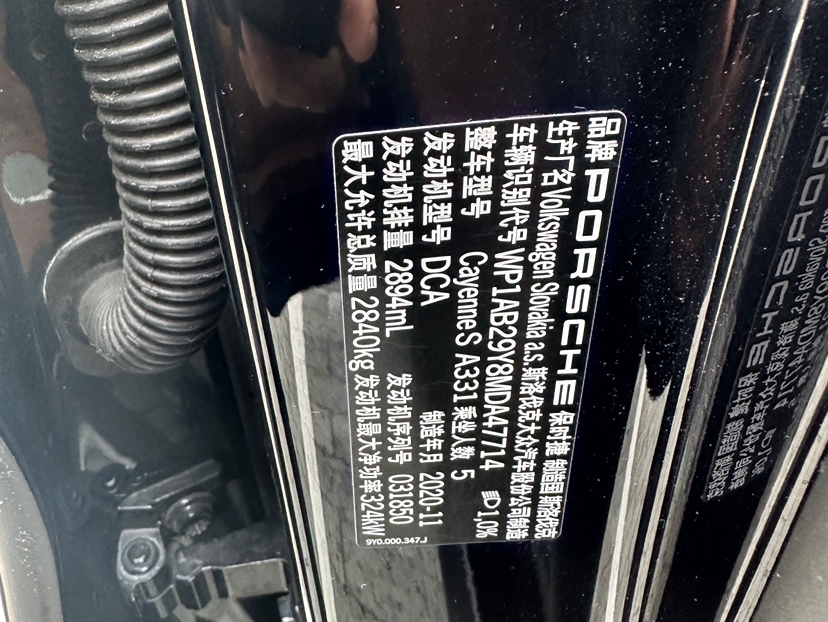 品牌 PORSCHE 保时捷 制造国 斯洛伐克
生产厂名 Volkswagen Slovakia a.s. 斯洛伐克大众汽车股份公司制造
车辆识别代号 WP1AB29Y8MDA47714 1,0%
整车型号 CayenneS A331 乘坐人数 5
发动机型号 DCA 制造年月 2020-11
发动机排量 2894mL 发动机序列号 031850
最大允许总质量 2840kg 发动机最大净功率 324kW
9Y0.000.347.J